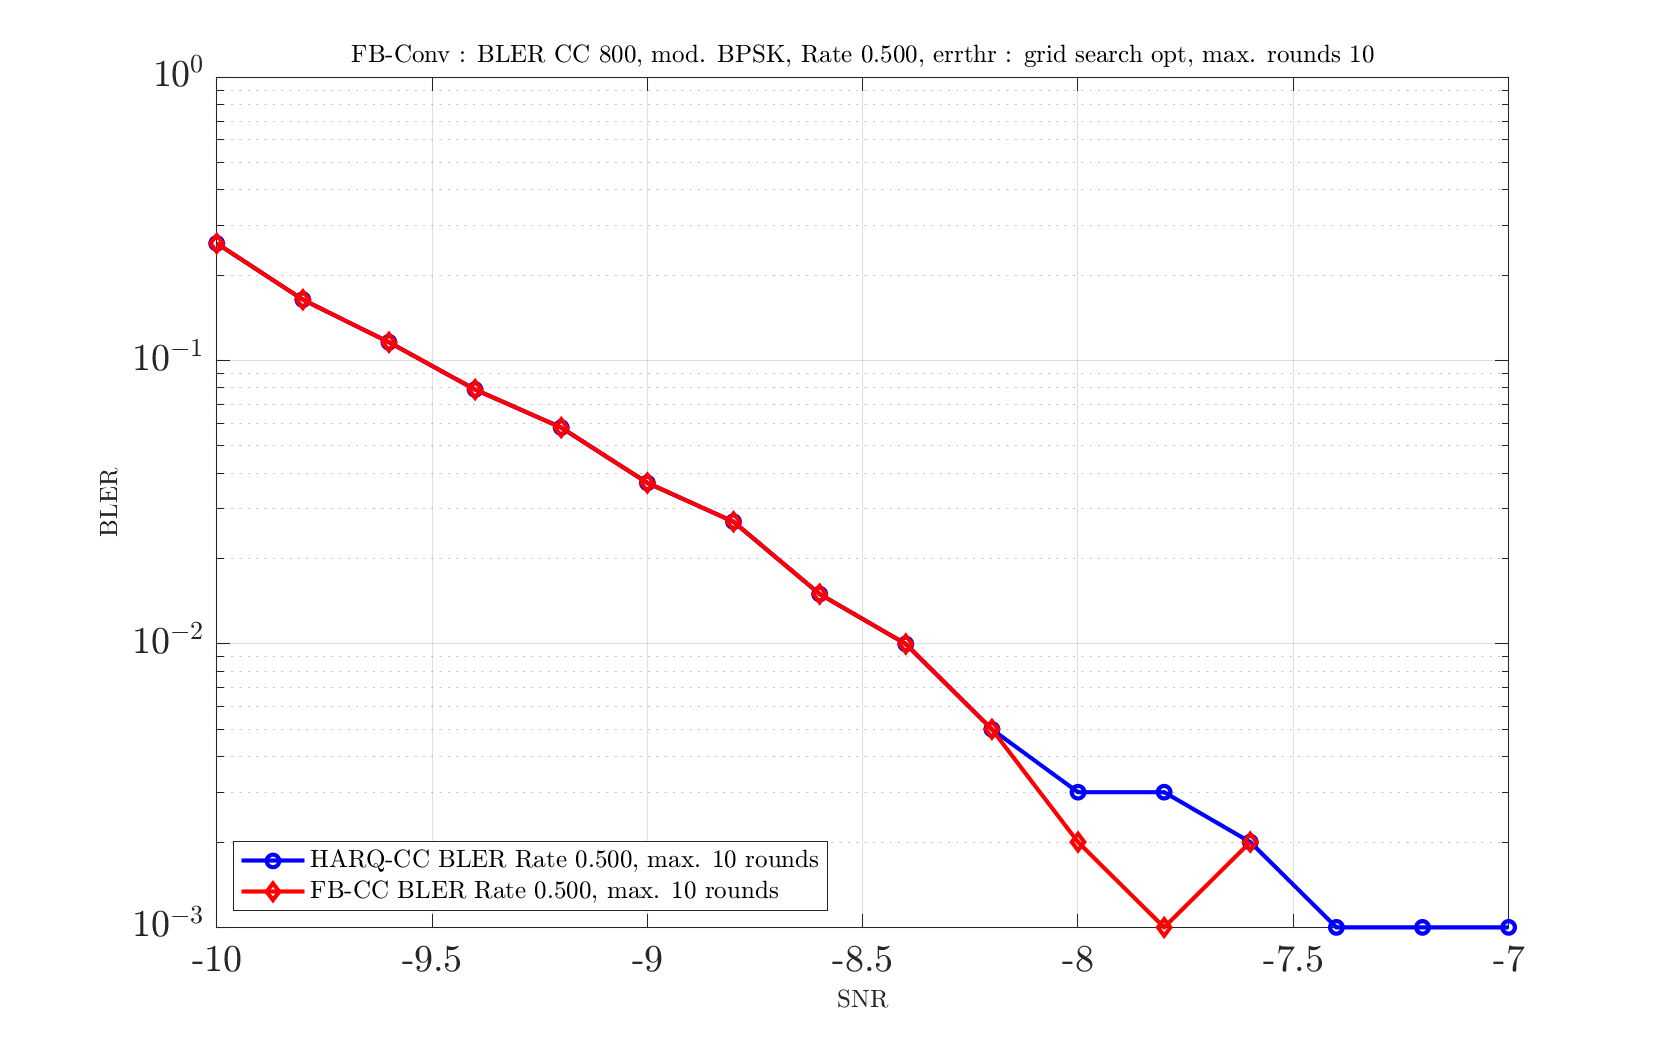 FB-Conv : BLER CC 800, mod. BPSK, Rate 0.500, errthr : grid search opt, max. rounds 10
10^0
10^-1
10^-2
10^-3
BLER
HARQ-CC BLER Rate 0.500, max. 10 rounds
FB-CC BLER Rate 0.500, max. 10 rounds
-10 -9.5 -9 -8.5 -8 -7.5 -7
SNR